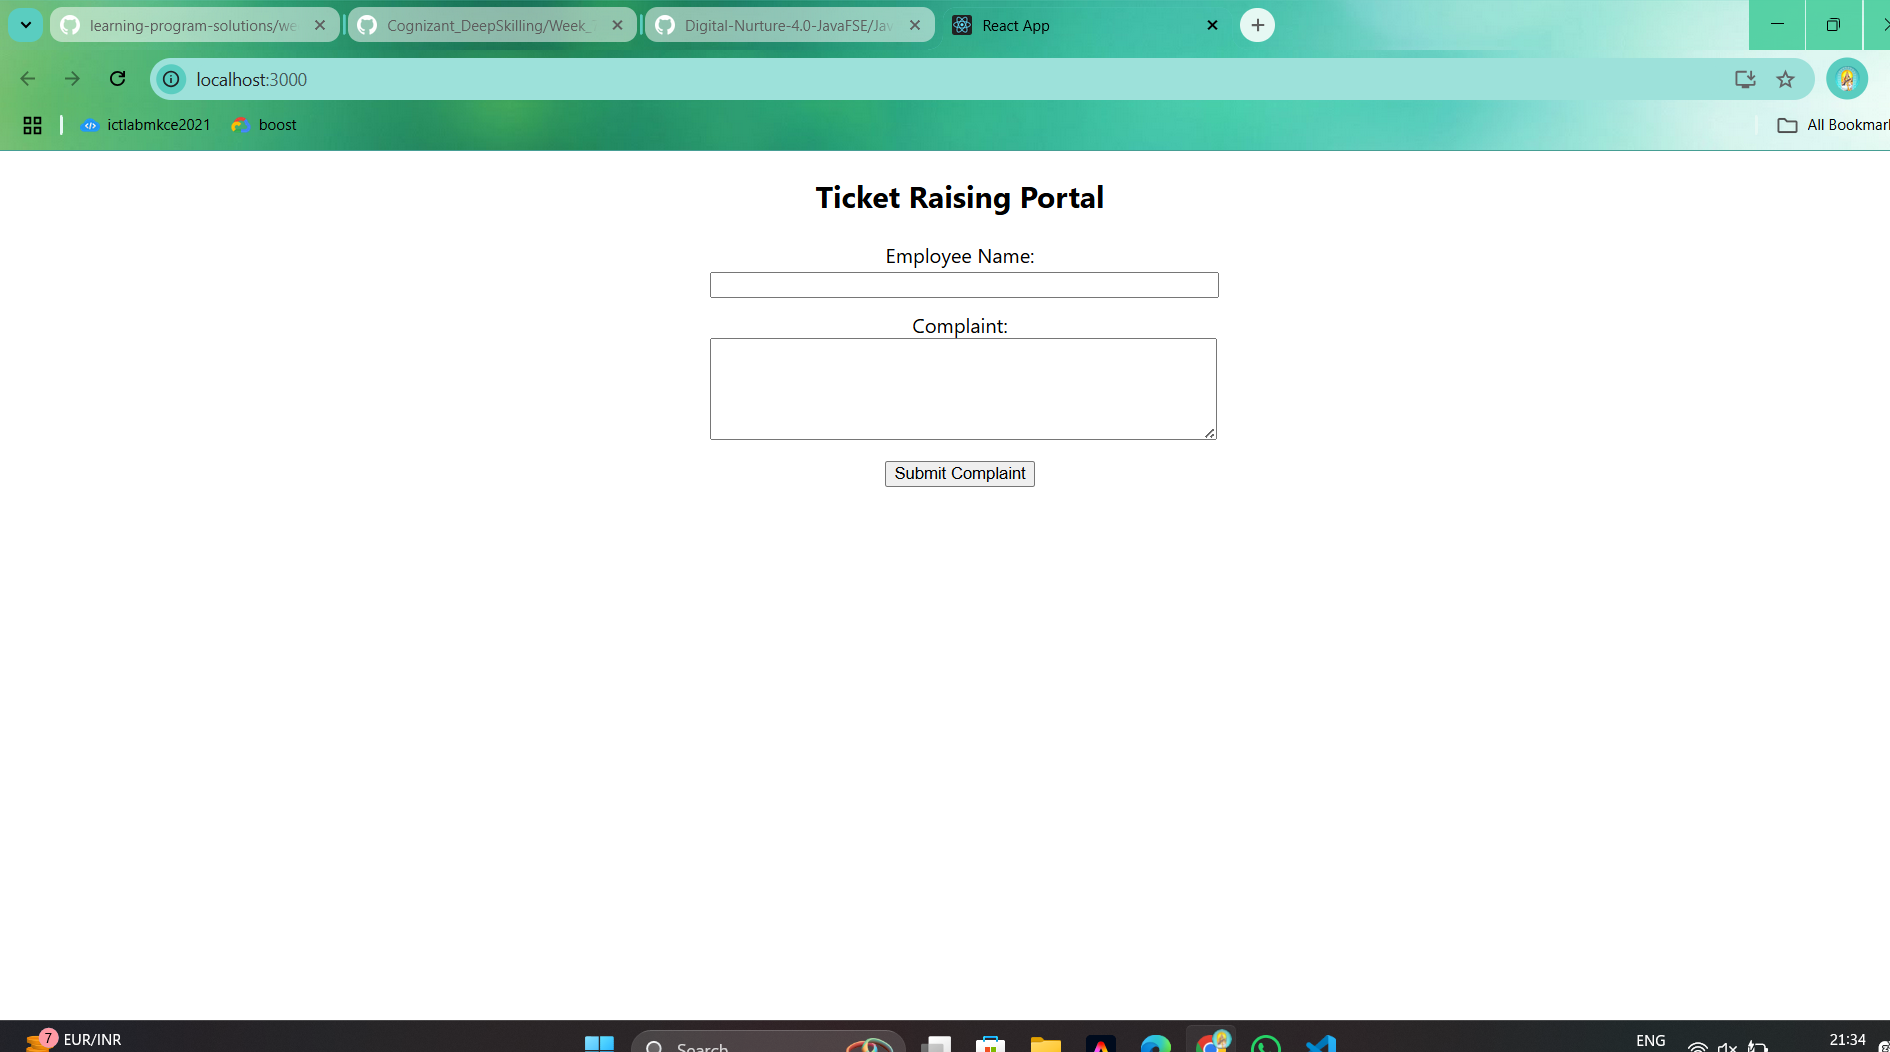 learning-program-solutions/we
Cognizant_DeepSkilling/Week_
Digital-Nurture-4.0-JavaFSE/Jav
React App
localhost:3000
ictlabmkce2021
boost
All Bookmar
Ticket Raising Portal
Employee Name:
Complaint:
Submit Complaint
7
EUR/INR
Search
ENG
21:34